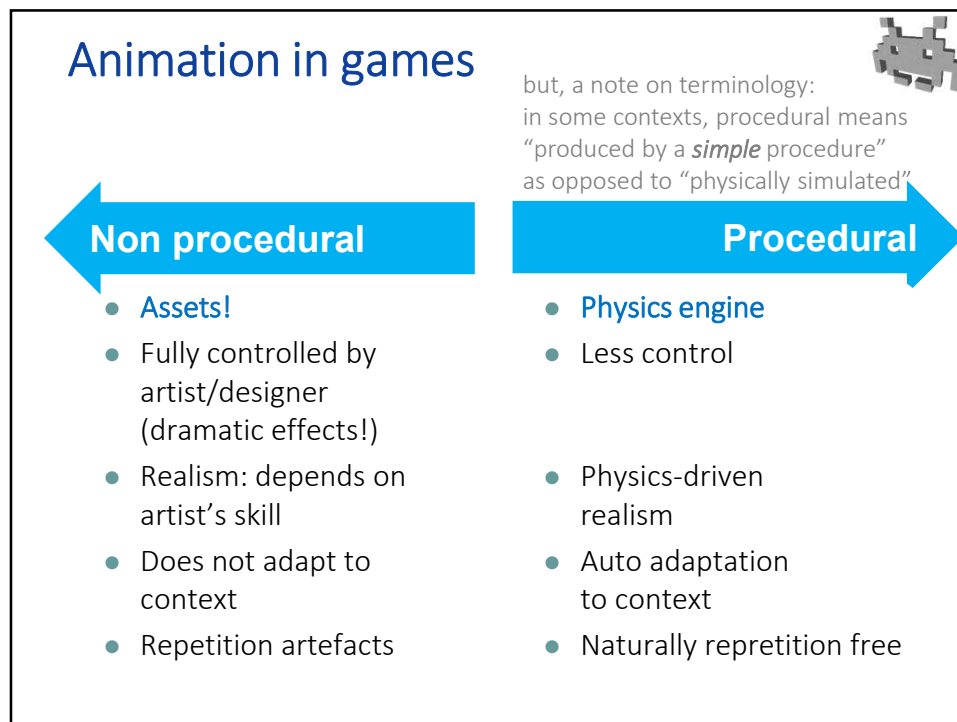 Animation in games
but, a note on terminology:
in some contexts, procedural means
“produced by a simple procedure”
as opposed to “physically simulated”
Non procedural
Assets!
Fully controlled by
artist/designer
(dramatic effects!)
Realism: depends on
artist’s skill
Does not adapt to
context
Repetition artefacts
Procedural
Physics engine
Less control
Physics-driven
realism
Auto adaptation
to context
Naturally repretition free